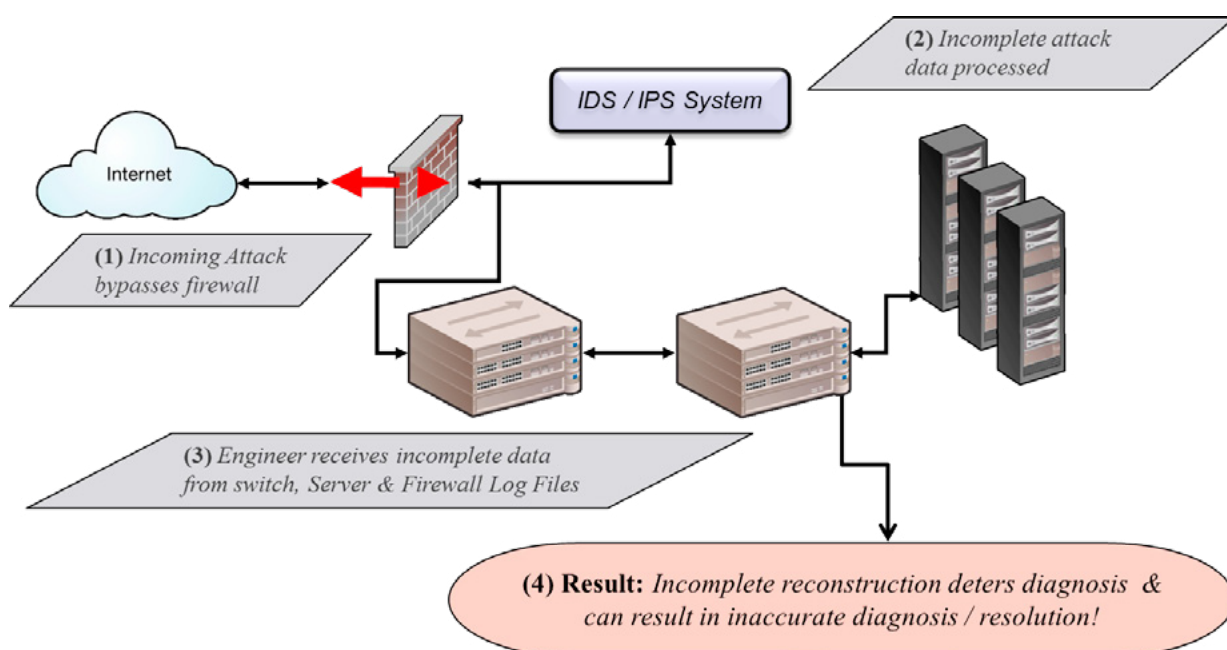 (2) Incomplete attack
data processed
IDS / IPS System
Internet
(1) Incoming Attack
bypasses firewall
(3) Engineer receives incomplete data
from switch, Server & Firewall Log Files
(4) Result: Incomplete reconstruction deters diagnosis &
can result in inaccurate diagnosis / resolution!